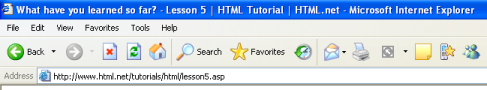 What have you learned so far? - Lesson 5 | HTML Tutorial | HTML.net - Microsoft Internet Explorer
File Edit View Favorites Tools Help
Back Search Favorites
Address http://www.html.net/tutorials/html/lesson5.asp